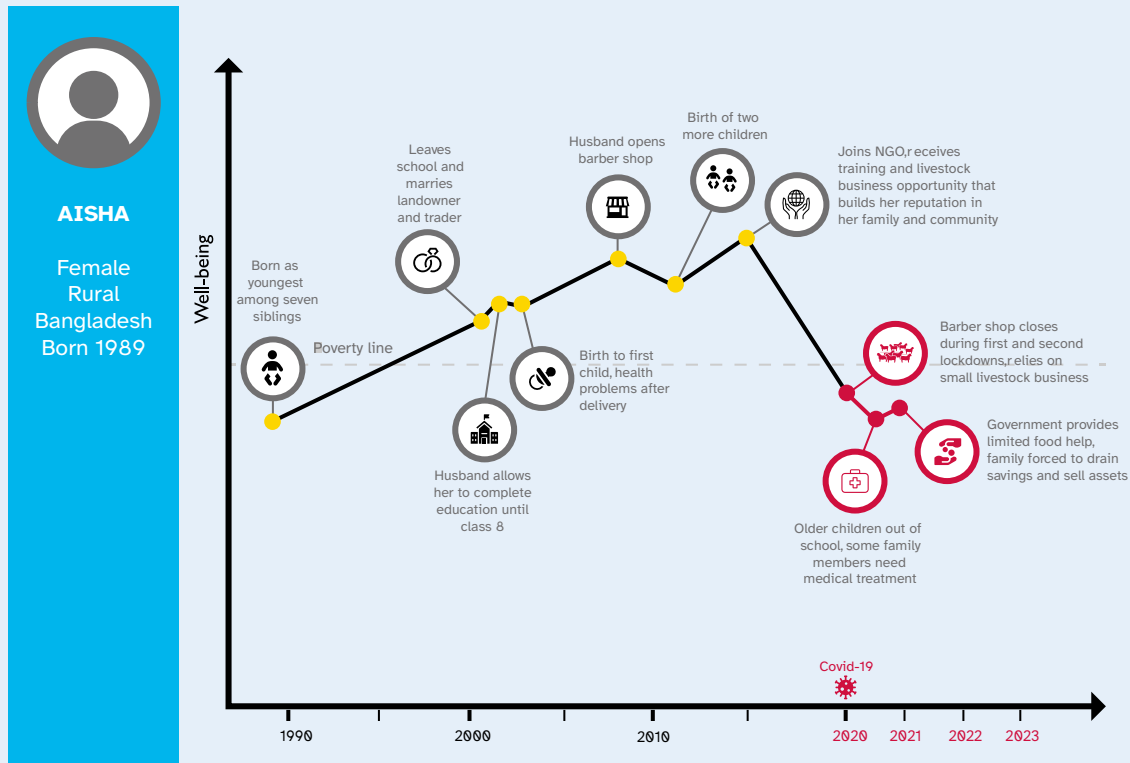 AISHA
Female
Rural
Bangladesh
Born 1989
Well-being
Born as
youngest
among seven
siblings
Poverty line
Leaves
school and
marries
landowner
and trader
Husband allows
her to complete
education until
class 8
Birth to first
child, health
problems after
delivery
Husband opens
barber shop
Birth of two
more children
Joins NGO,r eceives
training and livestock
business opportunity that
builds her reputation in
her family and community
Barber shop closes
during first and second
lockdowns,r elies on
small livestock business
Older children out of
school, some family
members need
medical treatment
Government provides
limited food help,
family forced to drain
savings and sell assets
Covid-19
1990
2000
2010
2020
2021
2022
2023